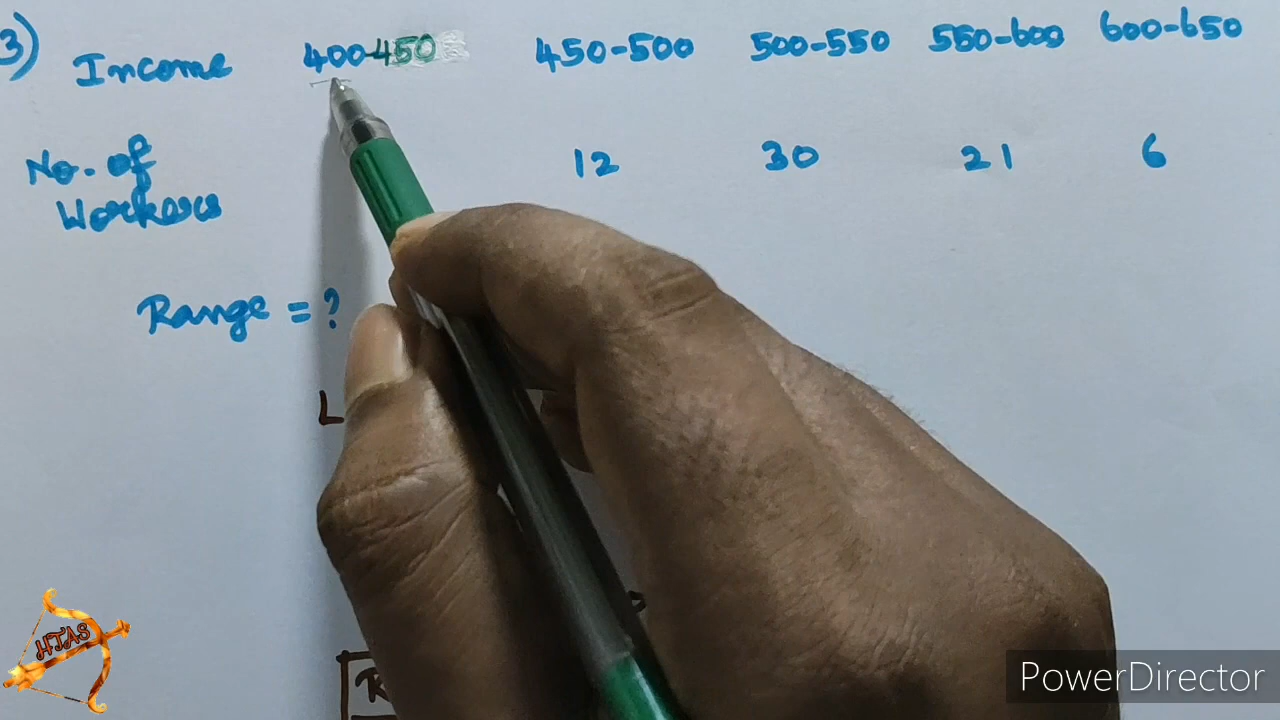 3) Income 400-450 450-500 500-550 550-600 600-650
No. of 12 30 21 6
Workers
Range = ?
L
R
HTAS
PowerDirector